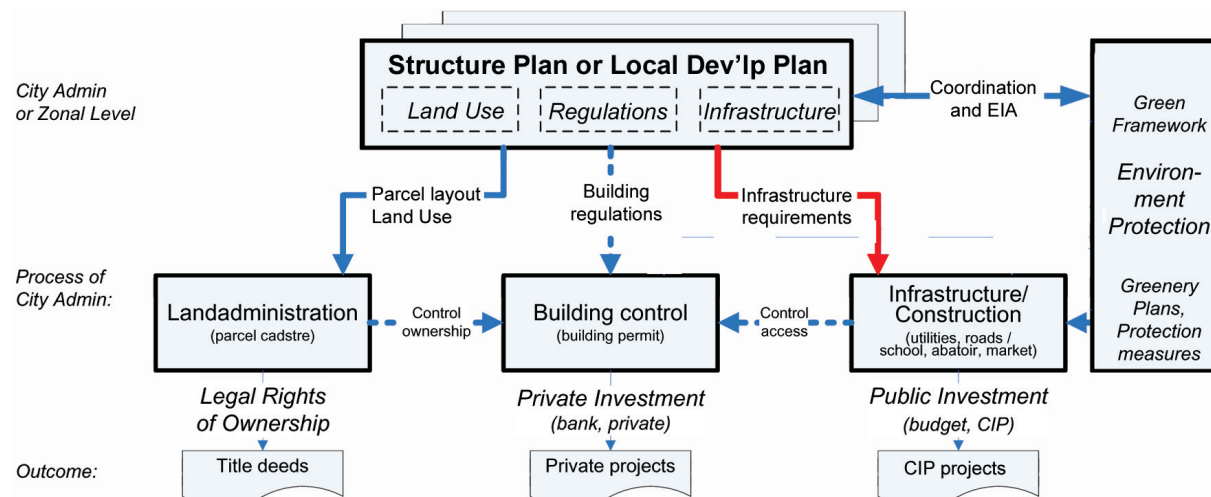 Structure Plan or Local Dev'lp Plan
City Admin
or Zonal Level
Land Use
Regulations
Infrastructure
Coordination
and EIA
Green
Framework
Environ-
ment
Protection
Greenery
Plans,
Protection
measures
Parcel layout
Land Use
Building
regulations
Infrastructure
requirements
Process of
City Admin:
Landadministration
(parcel cadstre)
Control
ownership
Building control
(building permit)
Control
access
Infrastructure/
Construction
(utilities, roads /
school, abatoir, market)
Legal Rights
of Ownership
Private Investment
(bank, private)
Public Investment
(budget, CIP)
Outcome:
Title deeds
Private projects
CIP projects